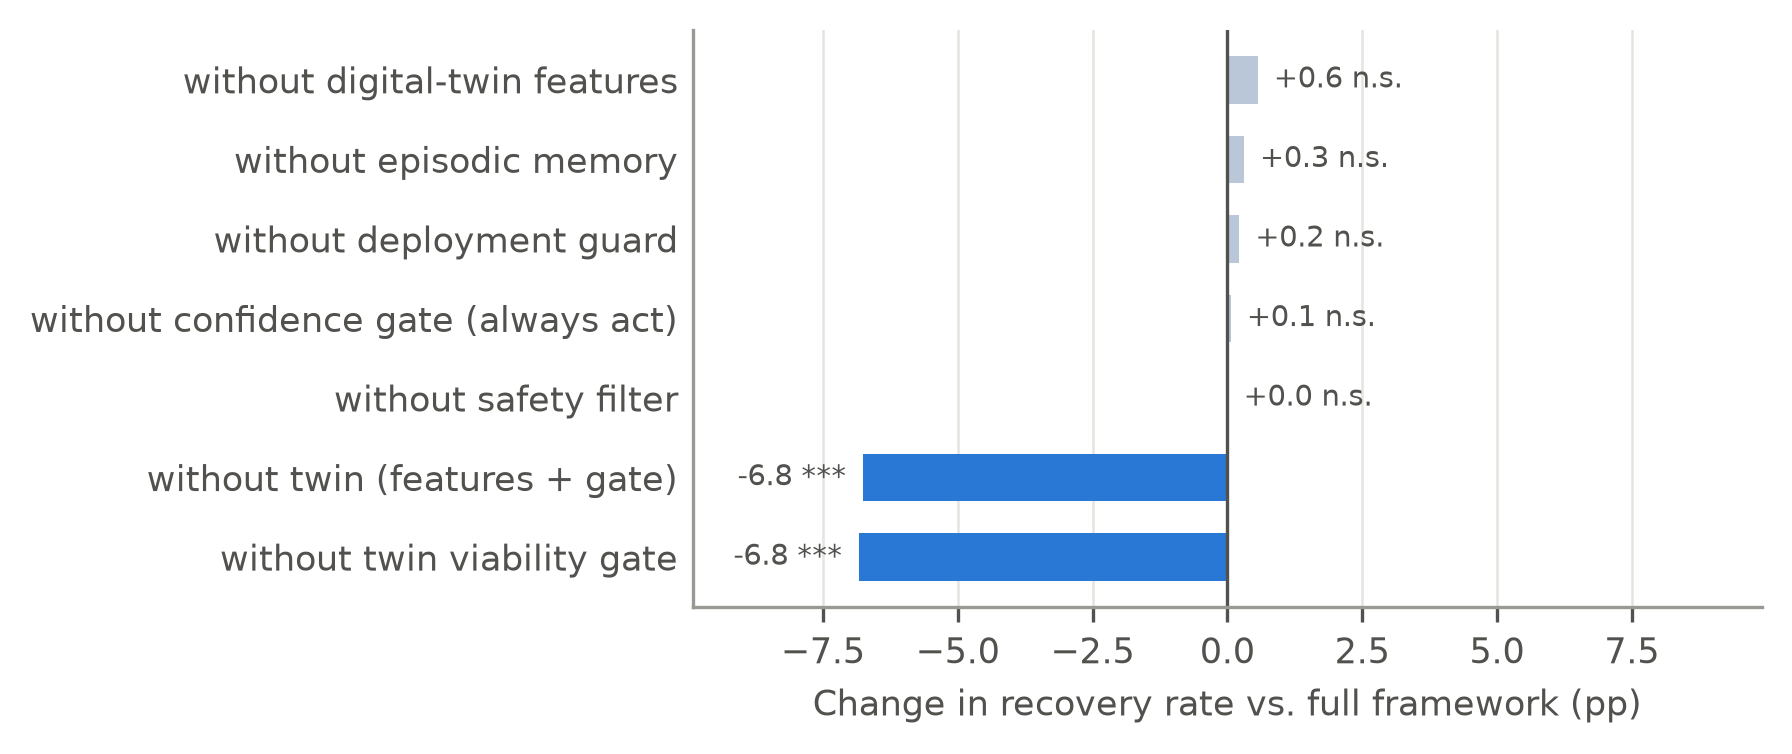 without digital-twin features +0.6 n.s.
without episodic memory +0.3 n.s.
without deployment guard +0.2 n.s.
without confidence gate (always act) +0.1 n.s.
without safety filter +0.0 n.s.
without twin (features + gate) -6.8 ***
without twin viability gate -6.8 ***
−7.5 −5.0 −2.5 0.0 2.5 5.0 7.5
Change in recovery rate vs. full framework (pp)